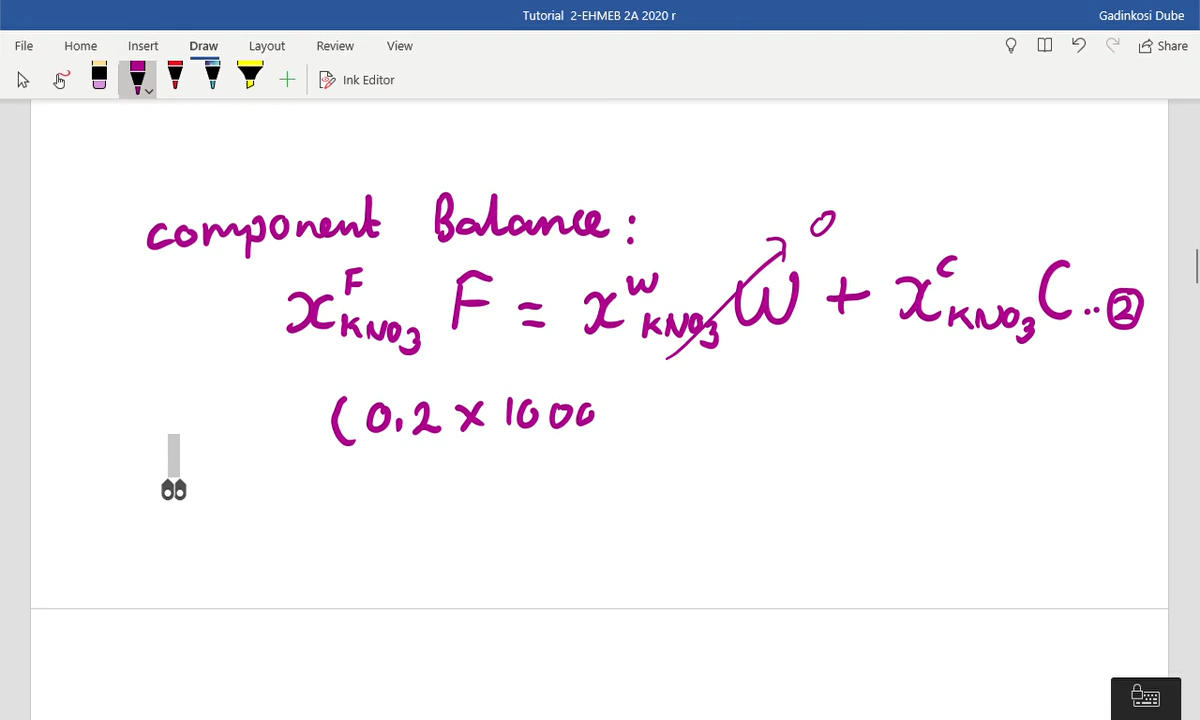 Tutorial 2-EHMEB 2A 2020 r Gadinkosi Dube
File Home Insert Draw Layout Review View Share
Ink Editor
component Balance:
x^F_KNO3 F = x^W_KNO3 W 0 + x^C_KNO3 C .. ②
(0.2 × 1000